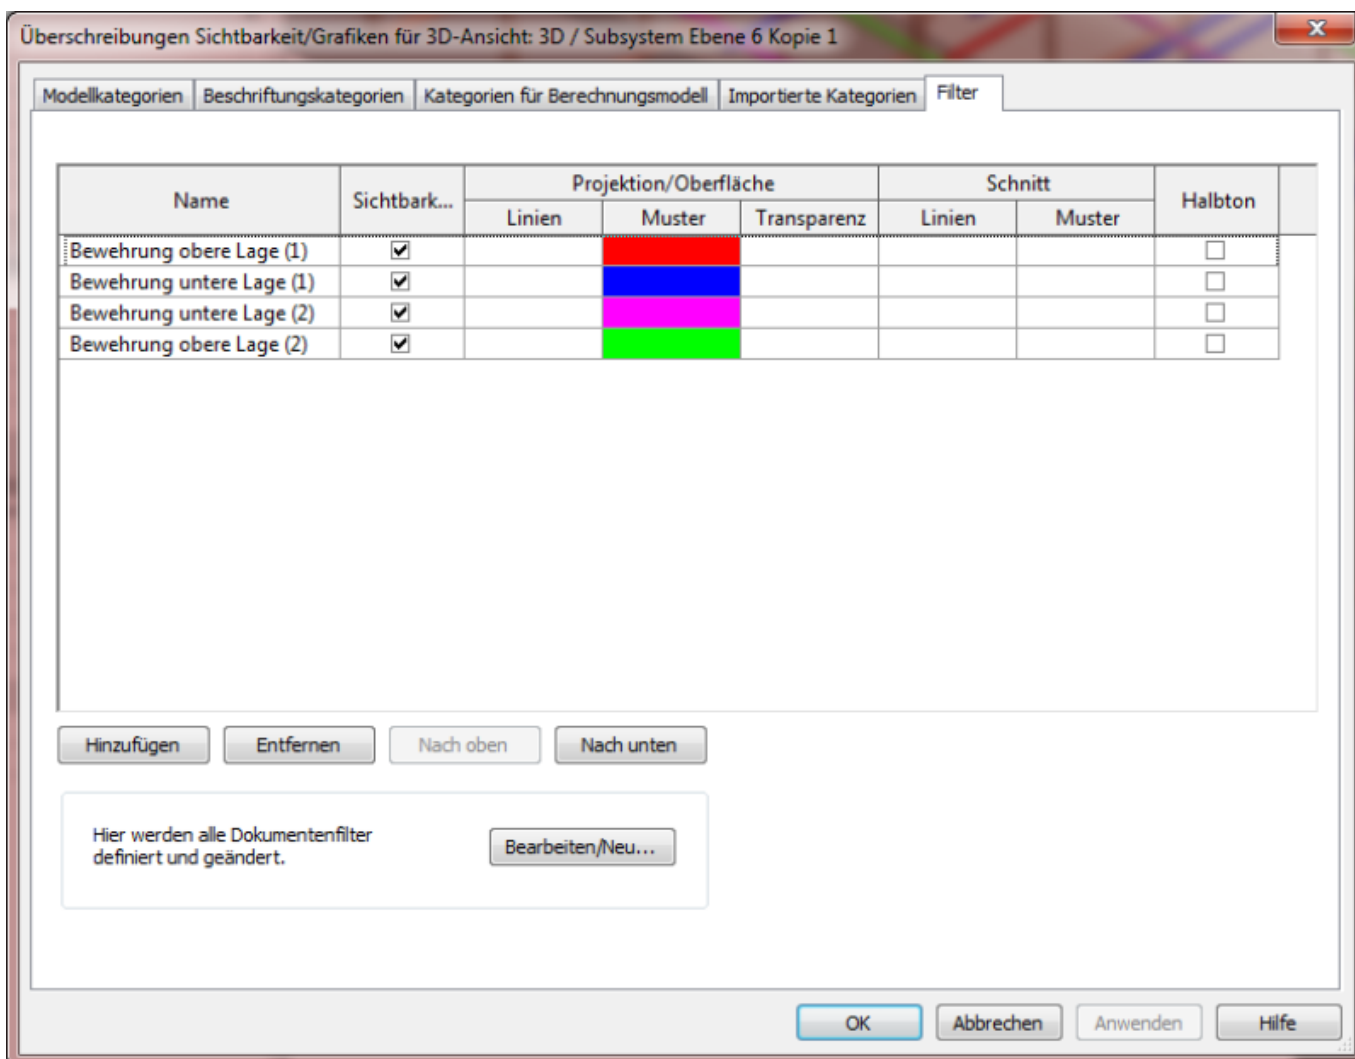 Überschreibungen Sichtbarkeit/Grafiken für 3D-Ansicht: 3D / Subsystem Ebene 6 Kopie 1
Modellkategorien Beschriftungskategorien Kategorien für Berechnungsmodell Importierte Kategorien Filter
Name Sichtbark... Projektion/Oberfläche Schnitt Halbton
Linien Muster Transparenz Linien Muster
Bewehrung obere Lage (1)
Bewehrung untere Lage (1)
Bewehrung untere Lage (2)
Bewehrung obere Lage (2)
Hinzufügen Entfernen Nach oben Nach unten
Hier werden alle Dokumentenfilter
definiert und geändert.
Bearbeiten/Neu...
OK Abbrechen Anwenden Hilfe